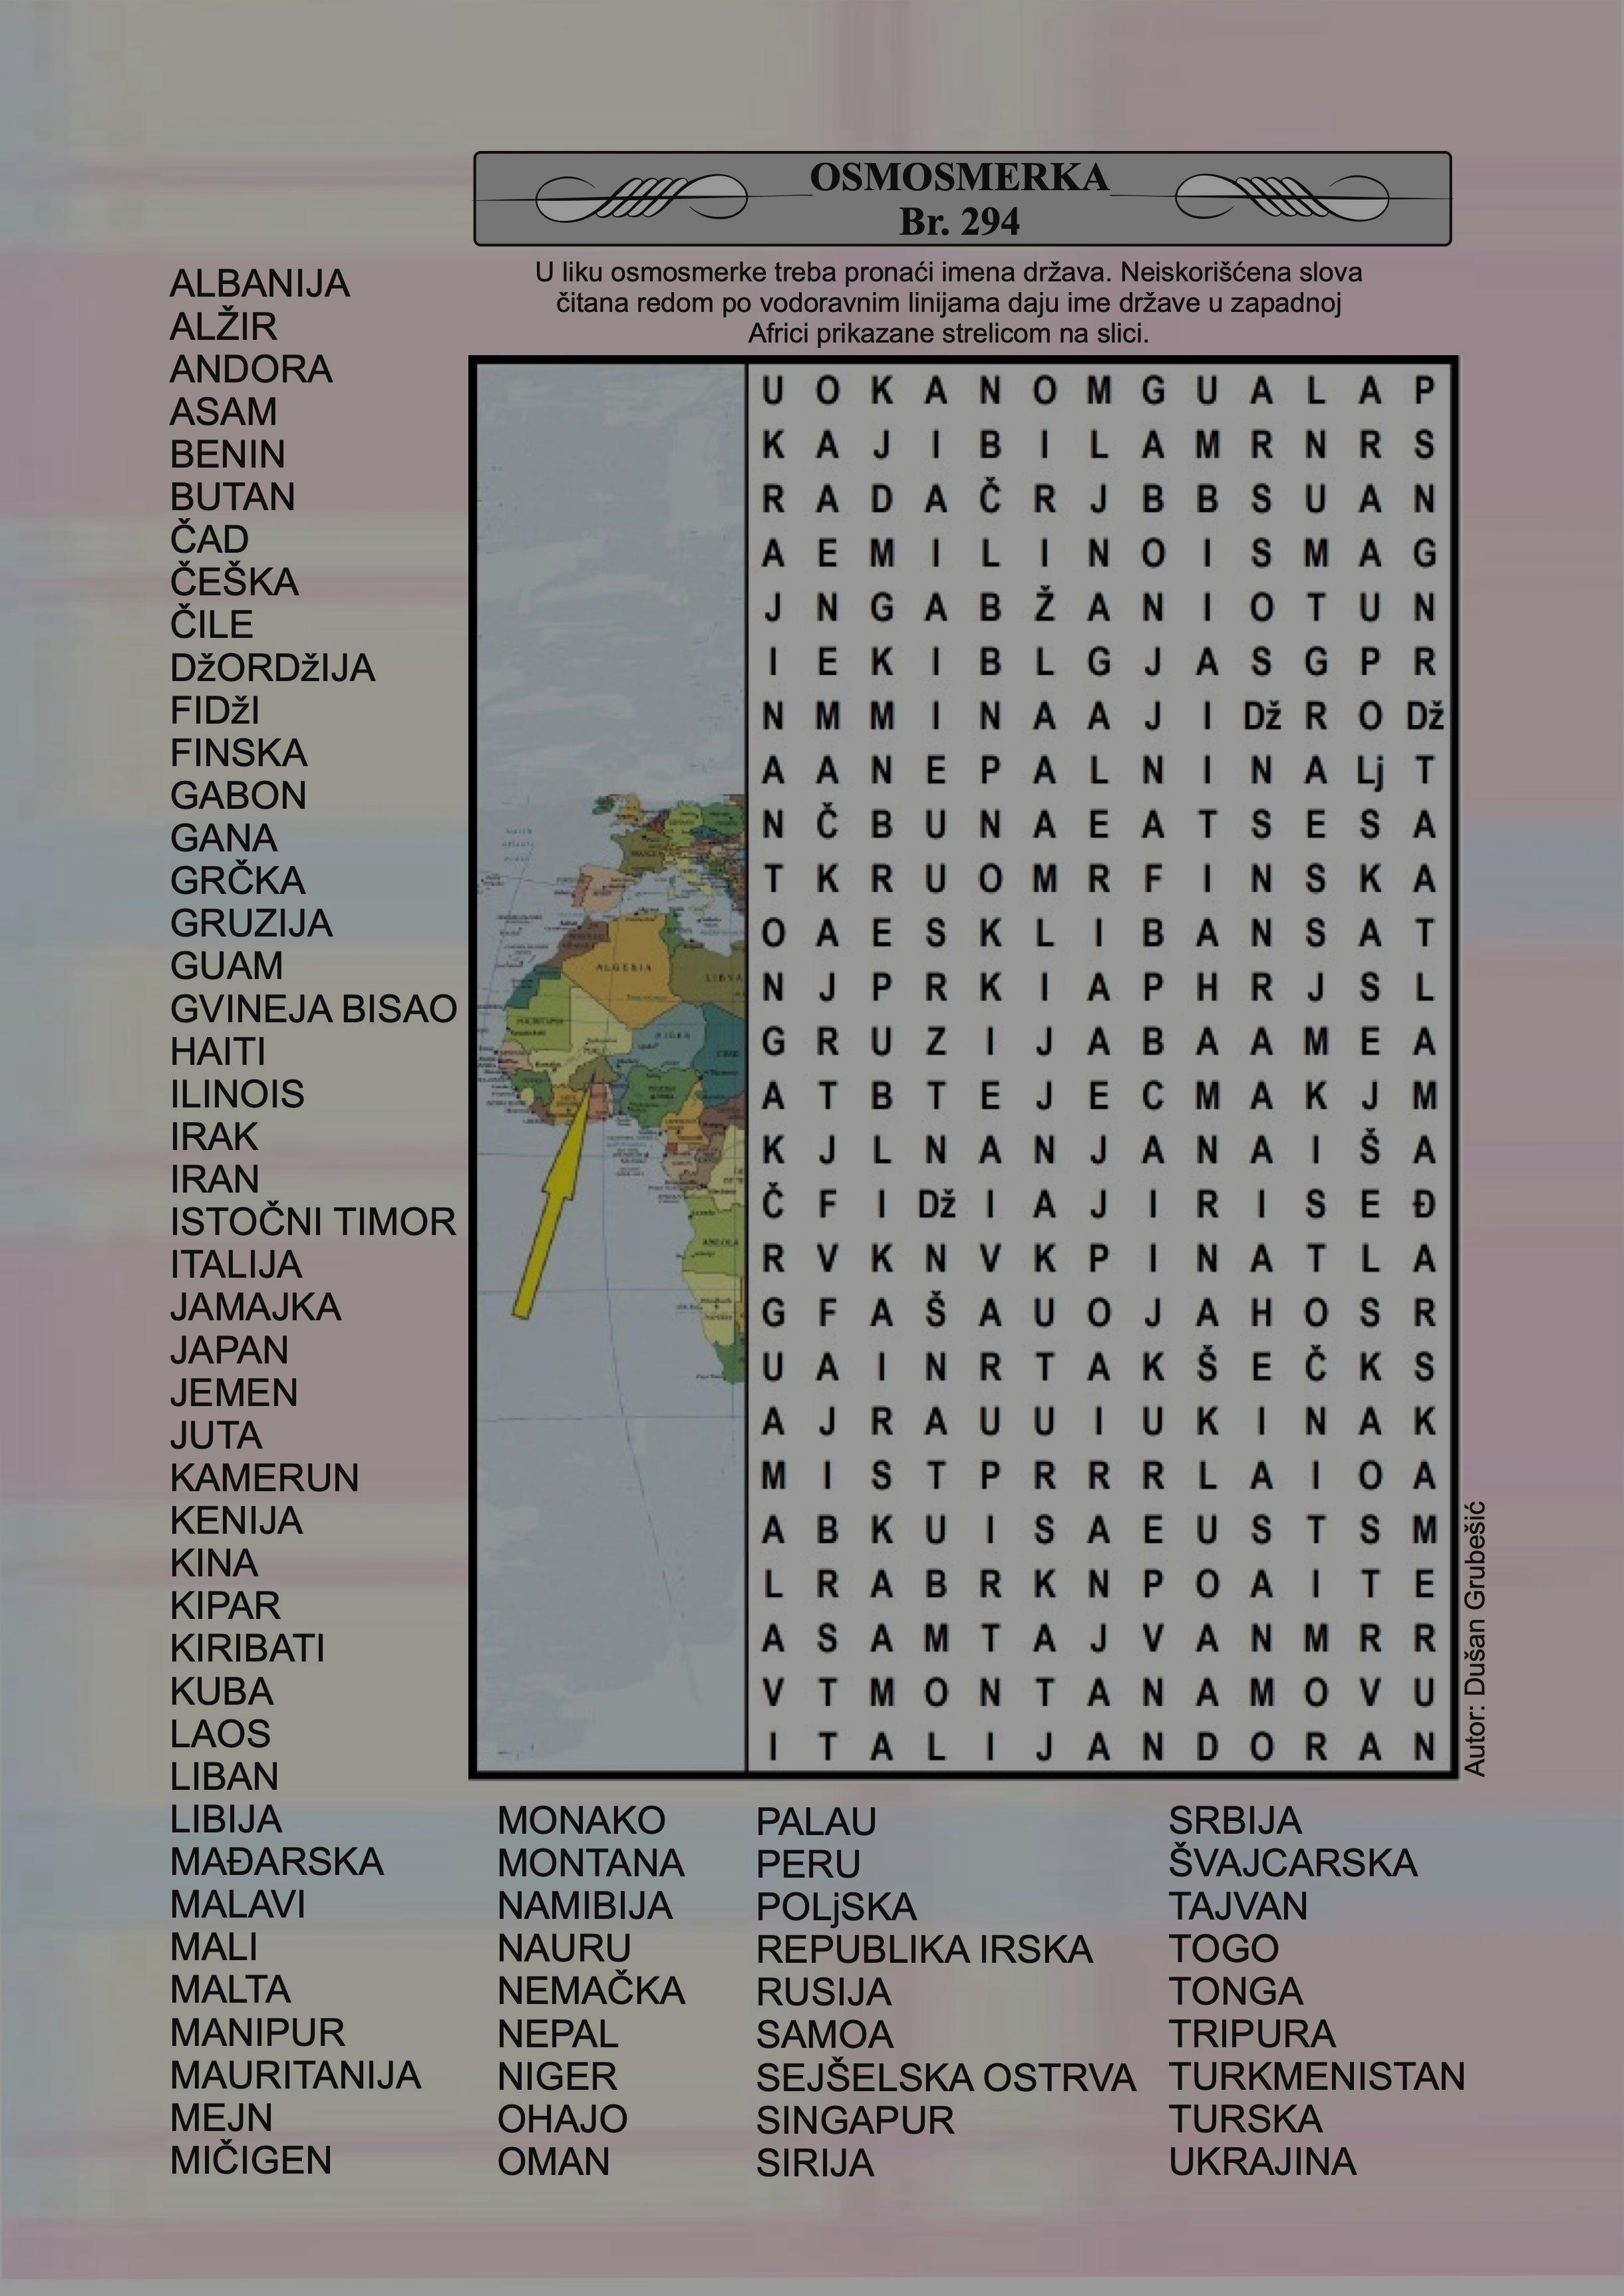 OSMOSMERKA
Br. 294
U liku osmosmerke treba pronaći imena država. Neiskorišćena slova
čitana redom po vodoravnim linijama daju ime države u zapadnoj
Africi prikazane strelicom na slici.
ALBANIJA
ALŽIR
ANDORA
ASAM
BENIN
BUTAN
ČAD
ČEŠKA
ČILE
DžORDžIJA
FIDžI
FINSKA
GABON
GANA
GRČKA
GRUZIJA
GUAM
GVINEJA BISAO
HAITI
ILINOIS
IRAK
IRAN
ISTOČNI TIMOR
ITALIJA
JAMAJKA
JAPAN
JEMEN
JUTA
KAMERUN
KENIJA
KINA
KIPAR
KIRIBATI
KUBA
LAOS
LIBAN
LIBIJA
MAĐARSKA
MALAVI
MALI
MALTA
MANIPUR
MAURITANIJA
MEJN
MIČIGEN
U O K A N O M G U A L A P
K A J I B I L A M R N R S
R A D A Č R J B B S U A N
A E M I L I N O I S M A G
J N G A B Ž A N I O T U N
I E K I B L G J A S G P R
N M M I N A A J I Dž R O Dž
A A N E P A L N I N A Lj T
N Č B U N A E A T S E S A
T K R U O M R F I N S K A
O A E S K L I B A N S A T
N J P R K I A P H R J S L
G R U Z I J A B A A M E A
A T B T E J E C M A K J M
K J L N A N J A N A I Š A
Č F I Dž I A J I R I S E Đ
R V K N V K P I N A T L A
G F A Š A U O J A H O S R
U A I N R T A K Š E Č K S
A J R A U U I U K I N A K
M I S T P R R R L A I O A
A B K U I S A E U S T S M
L R A B R K N P O A I T E
A S A M T A J V A N M R R
V T M O N T A N A M O V U
I T A L I J A N D O R A N
ALGERIA
Autor: Dušan Grubešić
MONAKO
MONTANA
NAMIBIJA
NAURU
NEMAČKA
NEPAL
NIGER
OHAJO
OMAN
PALAU
PERU
POLjSKA
REPUBLIKA IRSKA
RUSIJA
SAMOA
SEJŠELSKA OSTRVA
SINGAPUR
SIRIJA
SRBIJA
ŠVAJCARSKA
TAJVAN
TOGO
TONGA
TRIPURA
TURKMENISTAN
TURSKA
UKRAJINA